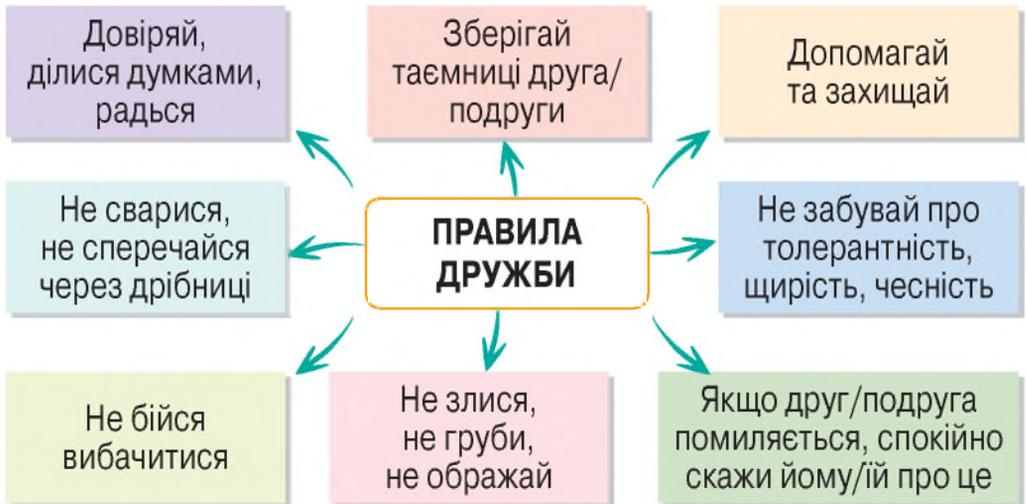 Довіряй,
ділися думками,
радься
Зберігай
таємниці друга/
подруги
Допомагай
та захищай
Не сварися,
не сперечайся
через дрібниці
ПРАВИЛА
ДРУЖБИ
Не забувай про
толерантність,
щирість, чесність
Не бійся
вибачитися
Не злися,
не груби,
не ображай
Якщо друг/подруга
помиляється, спокійно
скажи йому/їй про це